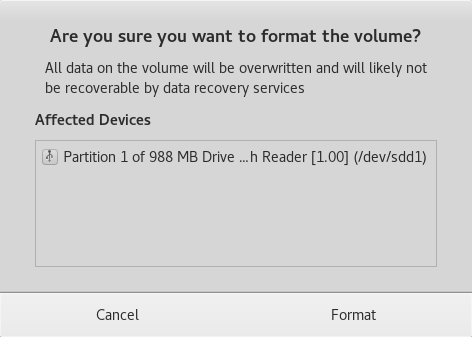 Are you sure you want to format the volume?
All data on the volume will be overwritten and will likely not
be recoverable by data recovery services
Affected Devices
Partition 1 of 988 MB Drive ...h Reader [1.00] (/dev/sdd1)
Cancel
Format